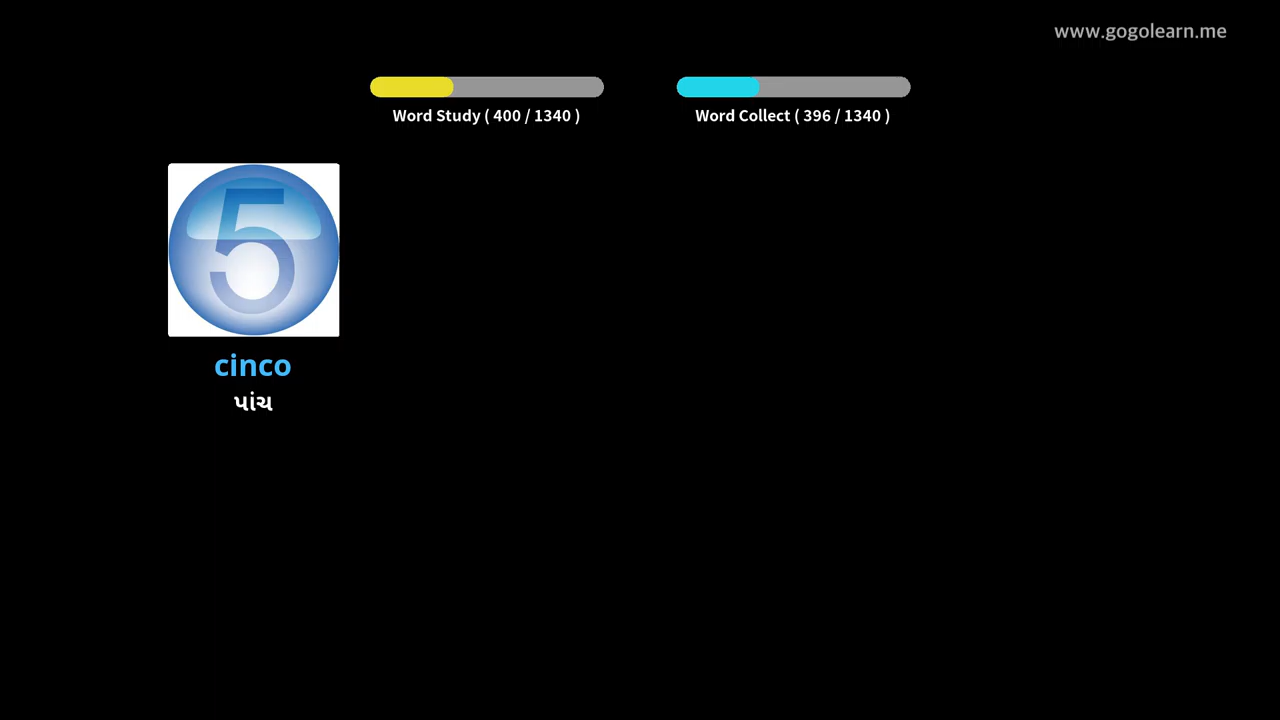 www.gogolearn.me
Word Study ( 400 / 1340 )
Word Collect ( 396 / 1340 )
5
cinco
પાંચ